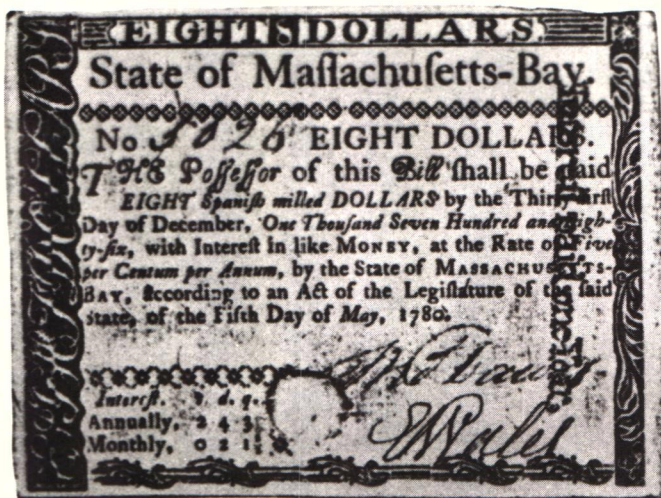 EIGHT DOLLARS
State of Maſſachuſetts-Bay.
No 5826 EIGHT DOLLARS.
THE Poſſeſſor of this Bill ſhall be Paid
EIGHT Spaniſh milled DOLLARS by the Thirty-firſt
Day of December, One Thouſand Seven Hundred and Eigh-
ty-ſix, with Intereſt in like MONEY, at the Rate of Five
per Centum per Annum, by the State of MASSACHUSETTS-
BAY, according to an Act of the Legiſlature of the ſaid
State, of the Fifth Day of May, 1780.
Intereſt. s. d. q.
Annually, 2 4 3
Monthly, 0 2 1